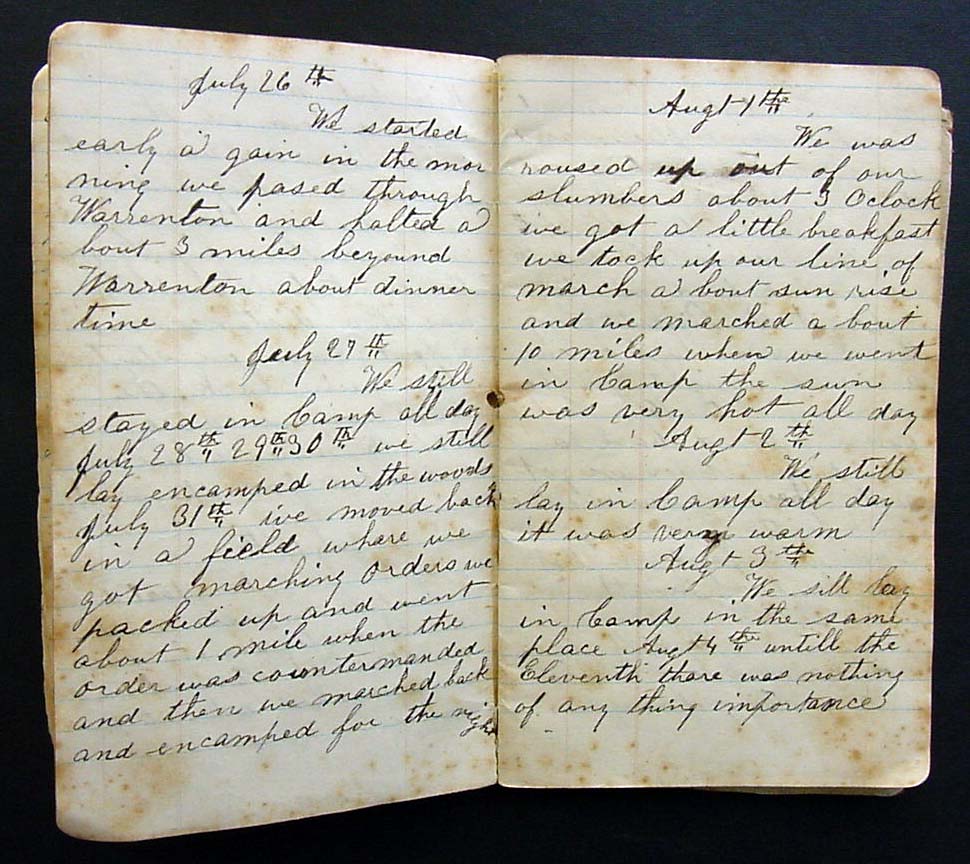 July 26th
We started
early a gain in the mor
ning we pased through
Warrenton and halted a
bout 3 miles beyound
Warrenton about dinner
time
July 27th
We still
stayed in Camp all day
July 28th 29th 30th we still
lay encamped in the woods
July 31th we moved back
in a field where we
got marching orders we
packed up and went
about 1 mile when the
order was countermanded
and then we marched back
and encamped for the night
Augt 1the
We was
roused up out of our
slumbers about 3 Oclock
we got a little breakfast
we tock up our line of
march a bout sun rise
and we marched a bout
10 miles when we went
in Camp the sun
was very hot all day
Augt 2th
We still
lay in Camp all day
it was very warm
Augt 3the
We sill lay
in Camp in the same
place Augt 4the untill the
Eleventh thare was nothing
of any thing importance